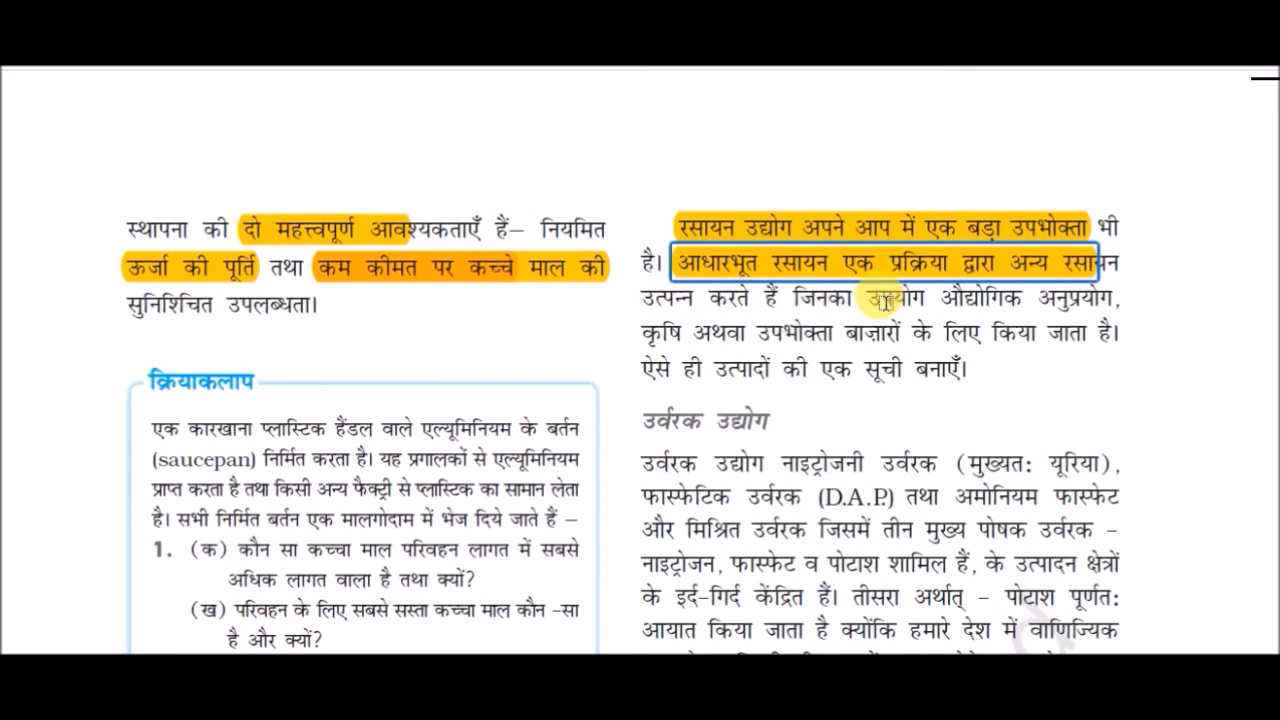 स्थापना की दो महत्त्वपूर्ण आवश्यकताएँ हैं– नियमित
ऊर्जा की पूर्ति तथा कम कीमत पर कच्चे माल की
सुनिश्चित उपलब्धता।
क्रियाकलाप
एक कारखाना प्लास्टिक हैंडल वाले एल्यूमिनियम के बर्तन
(saucepan) निर्मित करता है। यह प्रगालकों से एल्यूमिनियम
प्राप्त करता है तथा किसी अन्य फैक्ट्री से प्लास्टिक का सामान लेता
है। सभी निर्मित बर्तन एक मालगोदाम में भेज दिये जाते हैं –
1. (क) कौन सा कच्चा माल परिवहन लागत में सबसे
अधिक लागत वाला है तथा क्यों?
(ख) परिवहन के लिए सबसे सस्ता कच्चा माल कौन -सा
है और क्यों?
रसायन उद्योग अपने आप में एक बड़ा उपभोक्ता भी
है। आधारभूत रसायन एक प्रक्रिया द्वारा अन्य रसायन
उत्पन्न करते हैं जिनका उपयोग औद्योगिक अनुप्रयोग,
कृषि अथवा उपभोक्ता बाज़ारों के लिए किया जाता है।
ऐसे ही उत्पादों की एक सूची बनाएँ।
उर्वरक उद्योग
उर्वरक उद्योग नाइट्रोजनी उर्वरक (मुख्यत: यूरिया),
फास्फेटिक उर्वरक (D.A.P) तथा अमोनियम फास्फेट
और मिश्रित उर्वरक जिसमें तीन मुख्य पोषक उर्वरक –
नाइट्रोजन, फास्फेट व पोटाश शामिल हैं, के उत्पादन क्षेत्रों
के इर्द-गिर्द केंद्रित हैं। तीसरा अर्थात् – पोटाश पूर्णत:
आयात किया जाता है क्योंकि हमारे देश में वाणिज्यिक